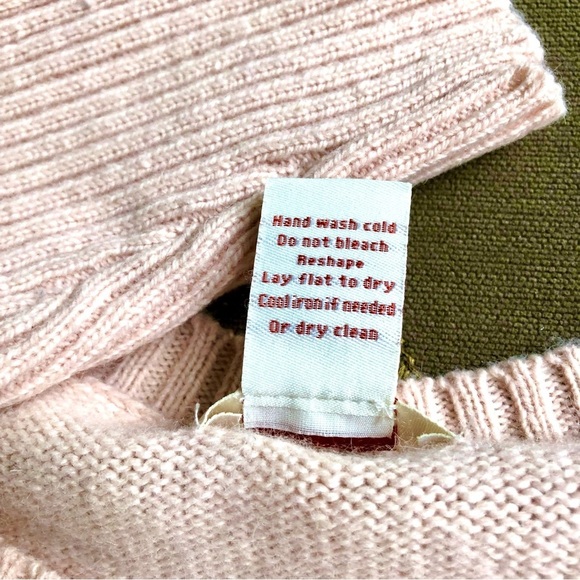 Hand wash cold
Do not bleach
Reshape
Lay flat to dry
Cool iron if needed
Or dry clean